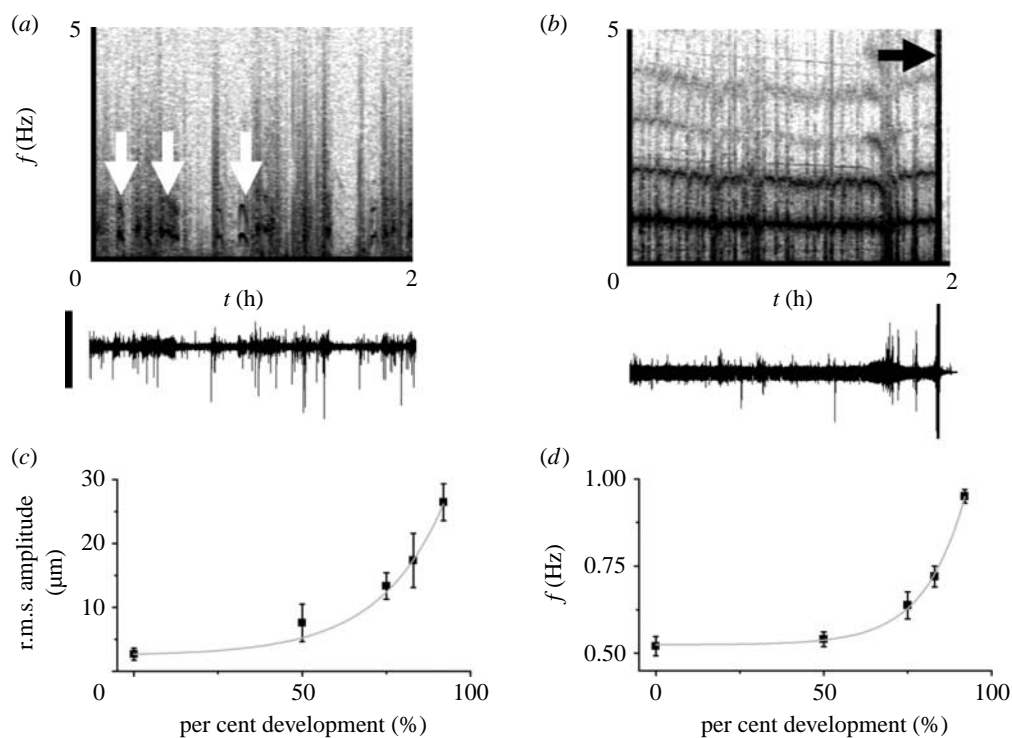 (a)
5
f (Hz)
0
2
t (h)
(b)
5
0
2
t (h)
(c)
30
20
10
r.m.s. amplitude
(μm)
0
50
100
per cent development (%)
(d)
1.00
0.75
0.50
f (Hz)
0
50
100
per cent development (%)